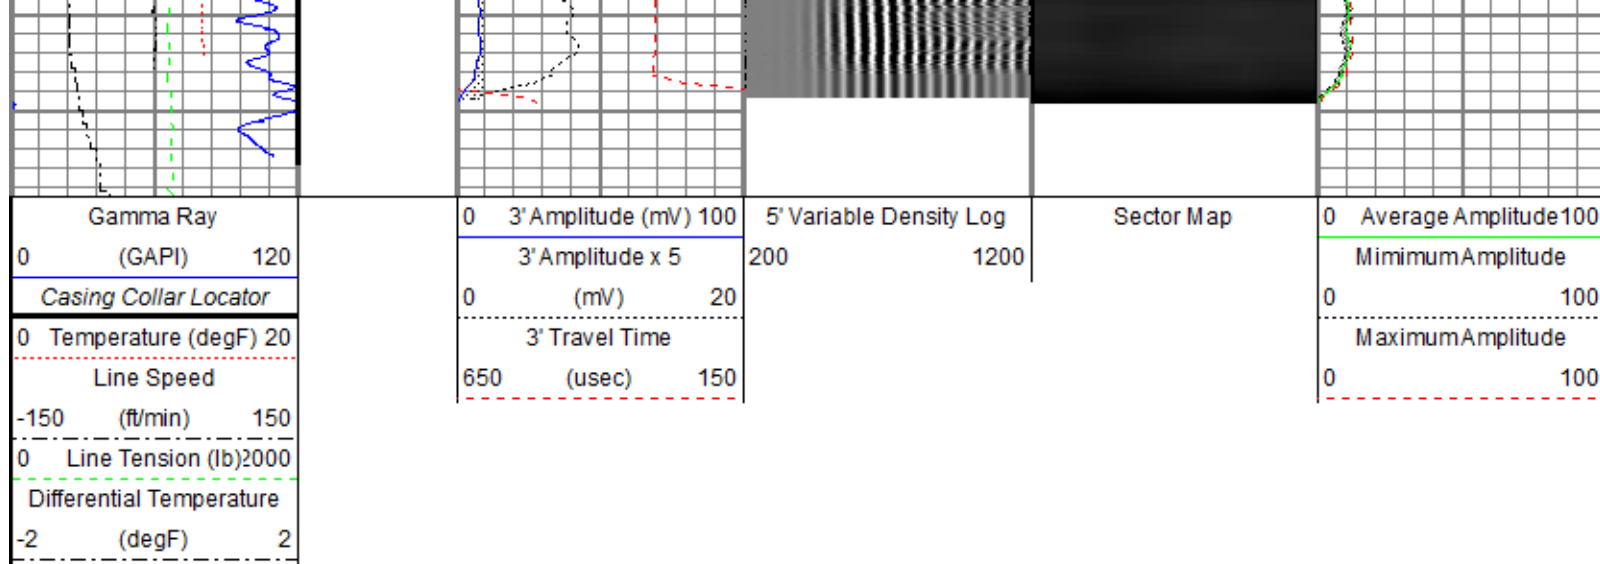 Gamma Ray
0 (GAPI) 120
Casing Collar Locator
0 Temperature (degF) 20
Line Speed
-150 (ft/min) 150
0 Line Tension (lb) 2000
Differential Temperature
-2 (degF) 2
0 3' Amplitude (mV) 100
3' Amplitude x 5
0 (mV) 20
3' Travel Time
650 (usec) 150
5' Variable Density Log
200 1200
Sector Map
0 Average Amplitude 100
Mimimum Amplitude
0 100
Maximum Amplitude
0 100